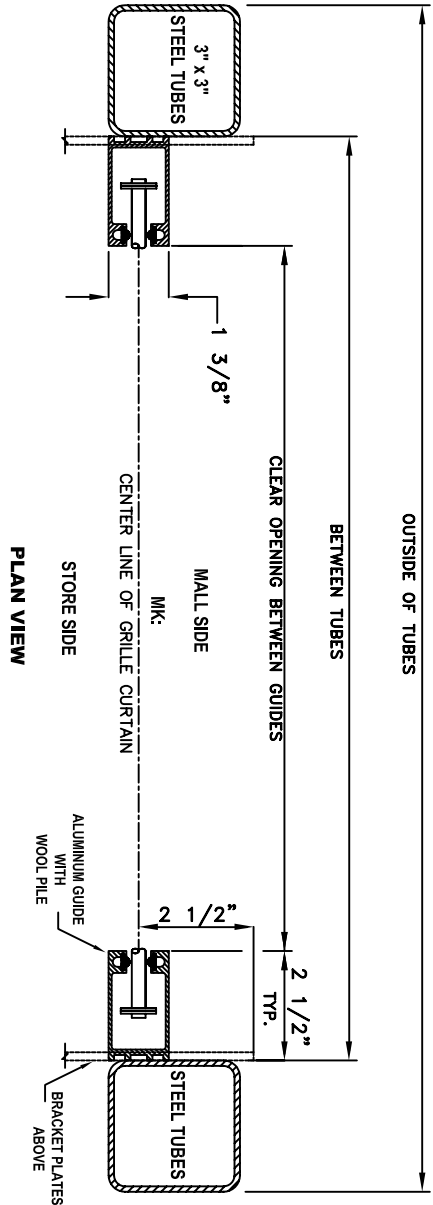 OUTSIDE OF TUBES
BETWEEN TUBES
CLEAR OPENING BETWEEN GUIDES
3" x 3"
STEEL TUBES
STEEL TUBES
1 3/8"
2 1/2"
2 1/2"
TYP.
MALL SIDE
MK:
CENTER LINE OF GRILLE CURTAIN
STORE SIDE
ALUMINUM GUIDE
WITH
WOOL PILE
BRACKET PLATES
ABOVE
PLAN VIEW